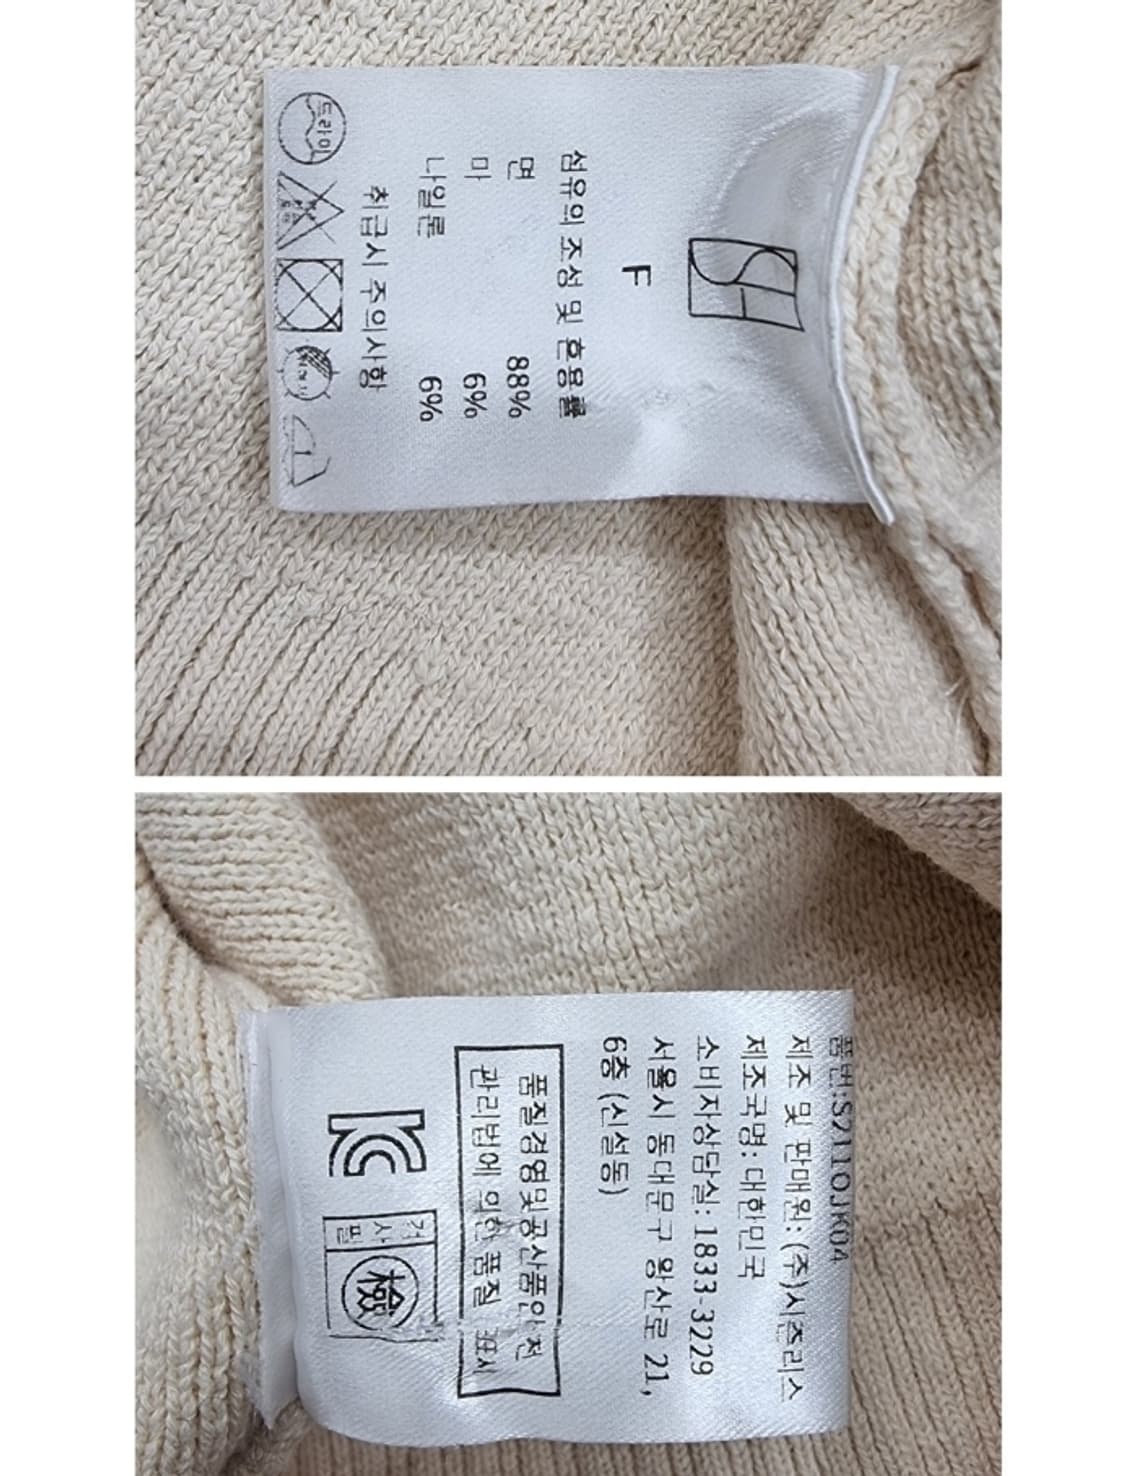 F
섬유의 조성 및 혼용율
면 88%
마 6%
나일론 6%
취급시 주의사항
드라이
품번:S2110JK04
제조 및 판매원: (주)시즌리스
제조국명: 대한민국
소비자상담실: 1833-3229
서울시 동대문구 왕산로 21,
6층 (신설동)
품질경영및공산품안전
관리법에 의한 품질 표시
KC
검사필
檢